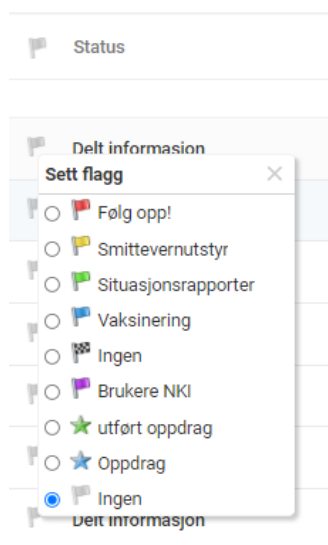 Status
Delt informasjon
Sett flagg
Følg opp!
Smittevernutstyr
Situasjonsrapporter
Vaksinering
Ingen
Brukere NKI
utført oppdrag
Oppdrag
Ingen
Delt informasjon